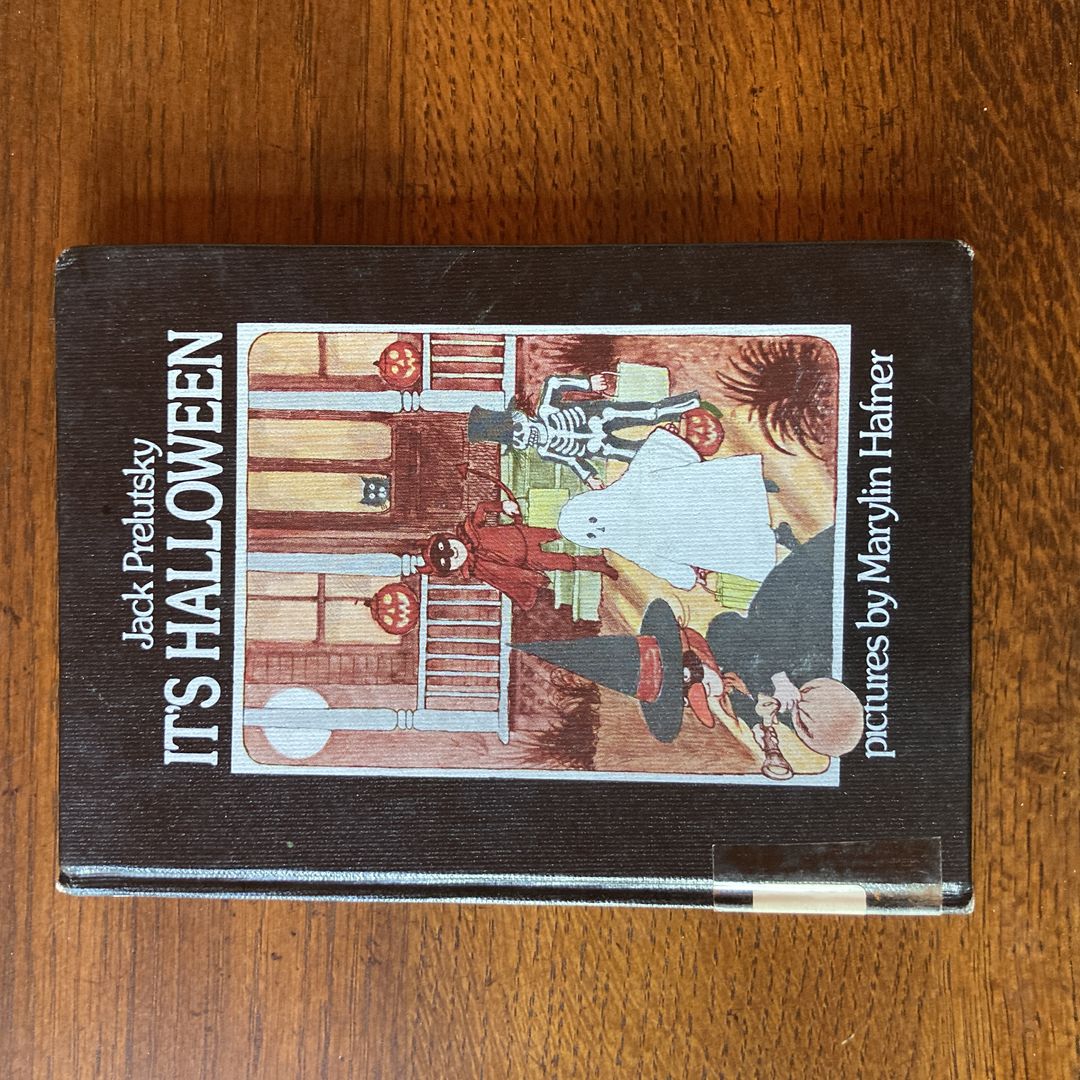 Jack Prelutsky
IT'S HALLOWEEN
pictures by Marylin Hafner